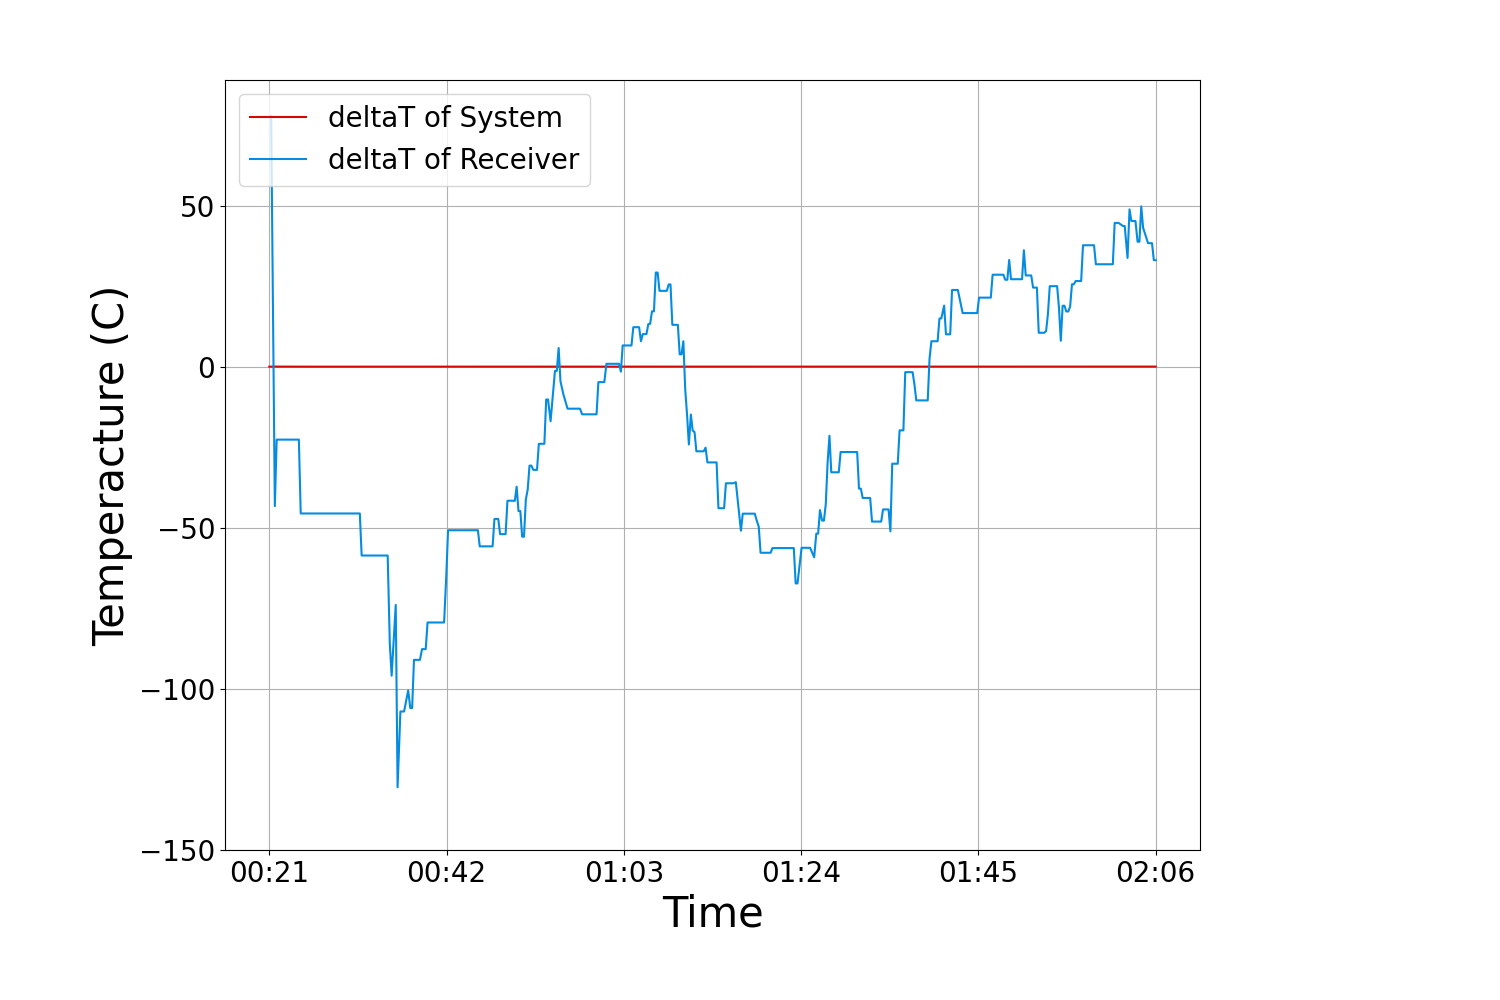 deltaT of System
deltaT of Receiver
50
0
−50
−100
−150
Temperacture (C)
00:21 00:42 01:03 01:24 01:45 02:06
Time